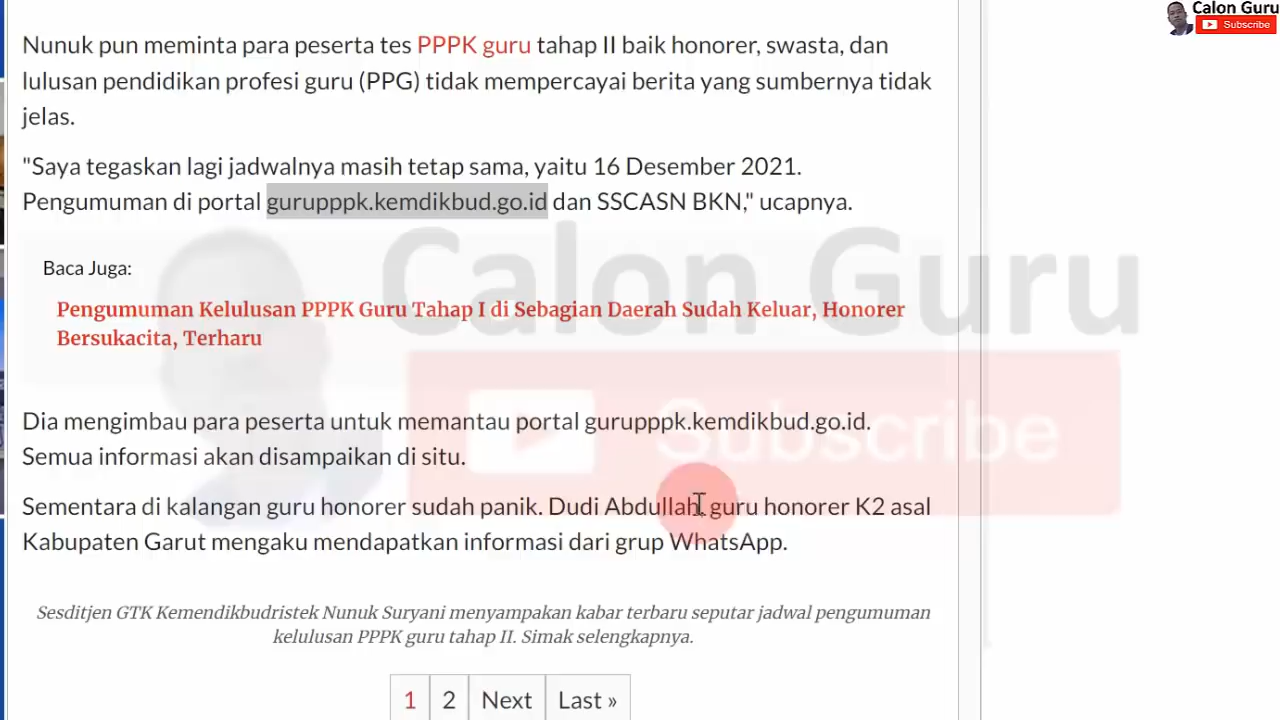 Calon Guru
Subscribe
Nunuk pun meminta para peserta tes PPPK guru tahap II baik honorer, swasta, dan
lulusan pendidikan profesi guru (PPG) tidak mempercayai berita yang sumbernya tidak
jelas.
"Saya tegaskan lagi jadwalnya masih tetap sama, yaitu 16 Desember 2021.
Pengumuman di portal gurupppk.kemdikbud.go.id dan SSCASN BKN," ucapnya.
Calon Guru
Baca Juga:
Pengumuman Kelulusan PPPK Guru Tahap I di Sebagian Daerah Sudah Keluar, Honorer
Bersukacita, Terharu
Dia mengimbau para peserta untuk memantau portal gurupppk.kemdikbud.go.id.
Subscribe
Semua informasi akan disampaikan di situ.
Sementara di kalangan guru honorer sudah panik. Dudi Abdullah, guru honorer K2 asal
Kabupaten Garut mengaku mendapatkan informasi dari grup WhatsApp.
Sesditjen GTK Kemendikbudristek Nunuk Suryani menyampakan kabar terbaru seputar jadwal pengumuman
kelulusan PPPK guru tahap II. Simak selengkapnya.
1 2 Next Last »